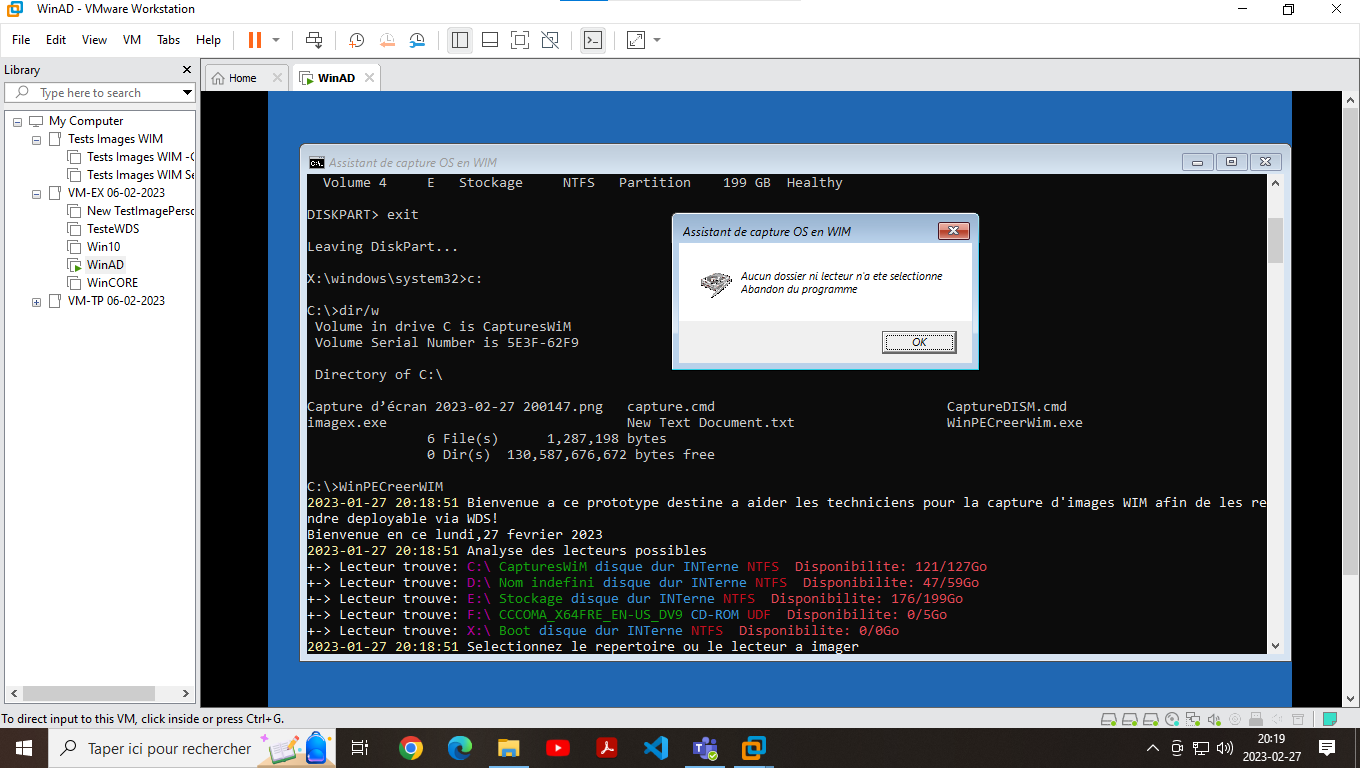 WinAD - VMware Workstation
File Edit View VM Tabs Help
Library
Type here to search
Home
WinAD
My Computer
Tests Images WIM
Tests Images WIM -C
Tests Images WIM Se
VM-EX 06-02-2023
New TestImagePerso
TesteWDS
Win10
WinAD
WinCORE
VM-TP 06-02-2023
Assistant de capture OS en WIM
Volume 4 E Stockage NTFS Partition 199 GB Healthy
DISKPART> exit
Leaving DiskPart...
X:\windows\system32>c:
C:\>dir/w
Volume in drive C is CapturesWiM
Volume Serial Number is 5E3F-62F9
Directory of C:\
Capture d’écran 2023-02-27 200147.png capture.cmd CaptureDISM.cmd
imagex.exe New Text Document.txt WinPECreerWim.exe
6 File(s) 1,287,198 bytes
0 Dir(s) 130,587,676,672 bytes free
C:\>WinPECreerWIM
2023-01-27 20:18:51 Bienvenue a ce prototype destine a aider les techniciens pour la capture d'images WIM afin de les re
ndre deployable via WDS!
Bienvenue en ce lundi,27 fevrier 2023
2023-01-27 20:18:51 Analyse des lecteurs possibles
+-> Lecteur trouve: C:\ CapturesWiM disque dur INTerne NTFS Disponibilite: 121/127Go
+-> Lecteur trouve: D:\ Nom indefini disque dur INTerne NTFS Disponibilite: 47/59Go
+-> Lecteur trouve: E:\ Stockage disque dur INTerne NTFS Disponibilite: 176/199Go
+-> Lecteur trouve: F:\ CCCOMA_X64FRE_EN-US_DV9 CD-ROM UDF Disponibilite: 0/5Go
+-> Lecteur trouve: X:\ Boot disque dur INTerne NTFS Disponibilite: 0/0Go
2023-01-27 20:18:51 Selectionnez le repertoire ou le lecteur a imager
Assistant de capture OS en WIM
Aucun dossier ni lecteur n'a ete selectionne
Abandon du programme
OK
To direct input to this VM, click inside or press Ctrl+G.
Taper ici pour rechercher
20:19
2023-02-27